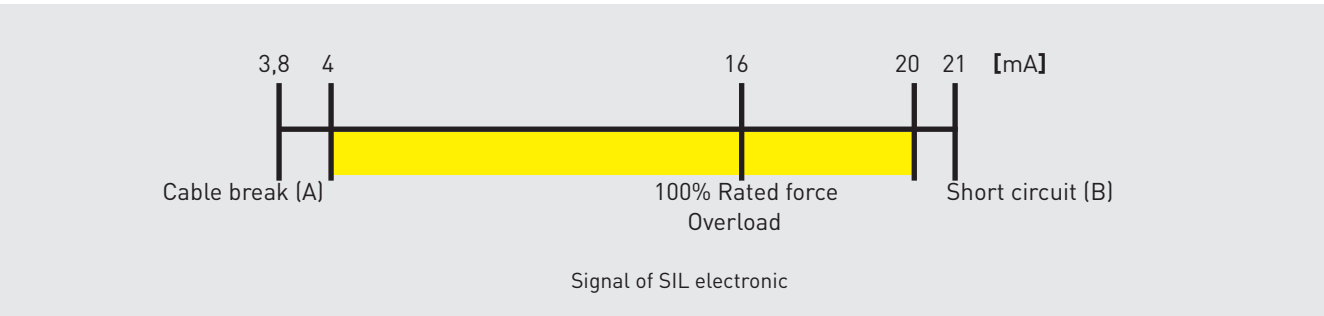 3,8 4 16 20 21 [mA]
Cable break (A) 100% Rated force Short circuit (B)
Overload
Signal of SIL electronic